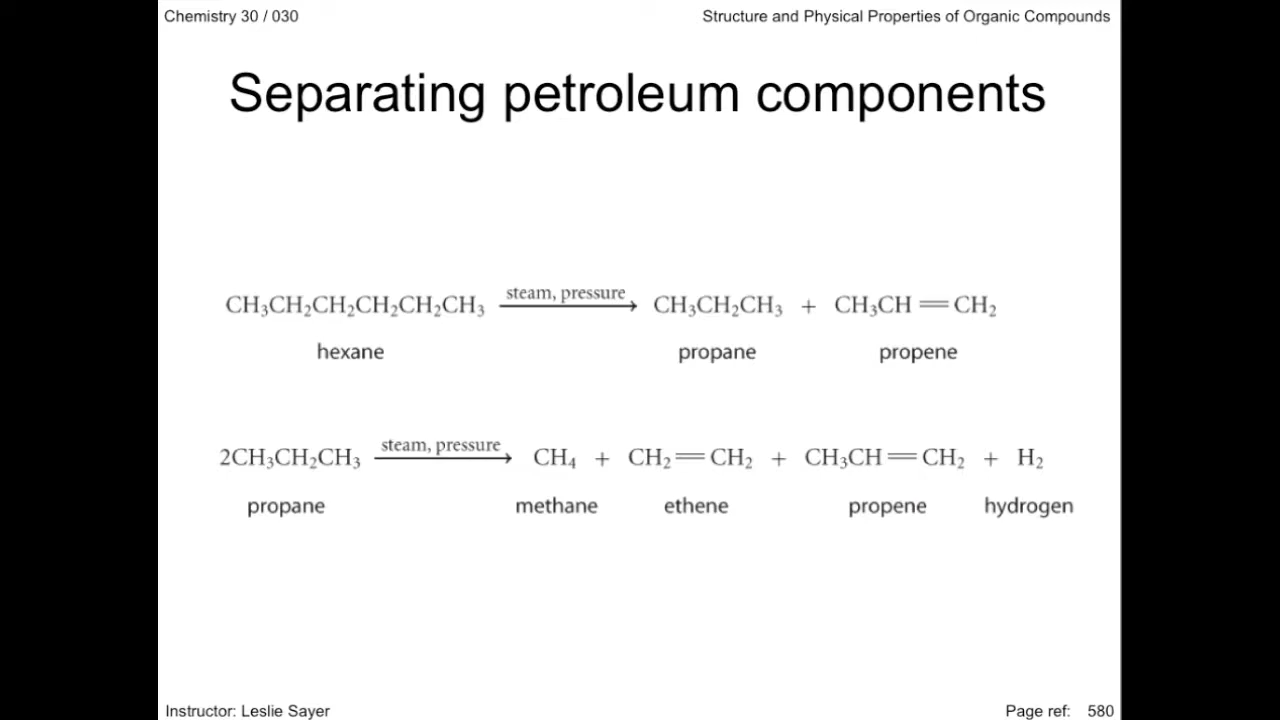 Chemistry 30 / 030
Structure and Physical Properties of Organic Compounds
Separating petroleum components
CH₃CH₂CH₂CH₂CH₂CH₃ steam, pressure CH₃CH₂CH₃ + CH₃CH═CH₂
hexane propane propene
2CH₃CH₂CH₃ steam, pressure CH₄ + CH₂═CH₂ + CH₃CH═CH₂ + H₂
propane methane ethene propene hydrogen
Instructor: Leslie Sayer
Page ref: 580